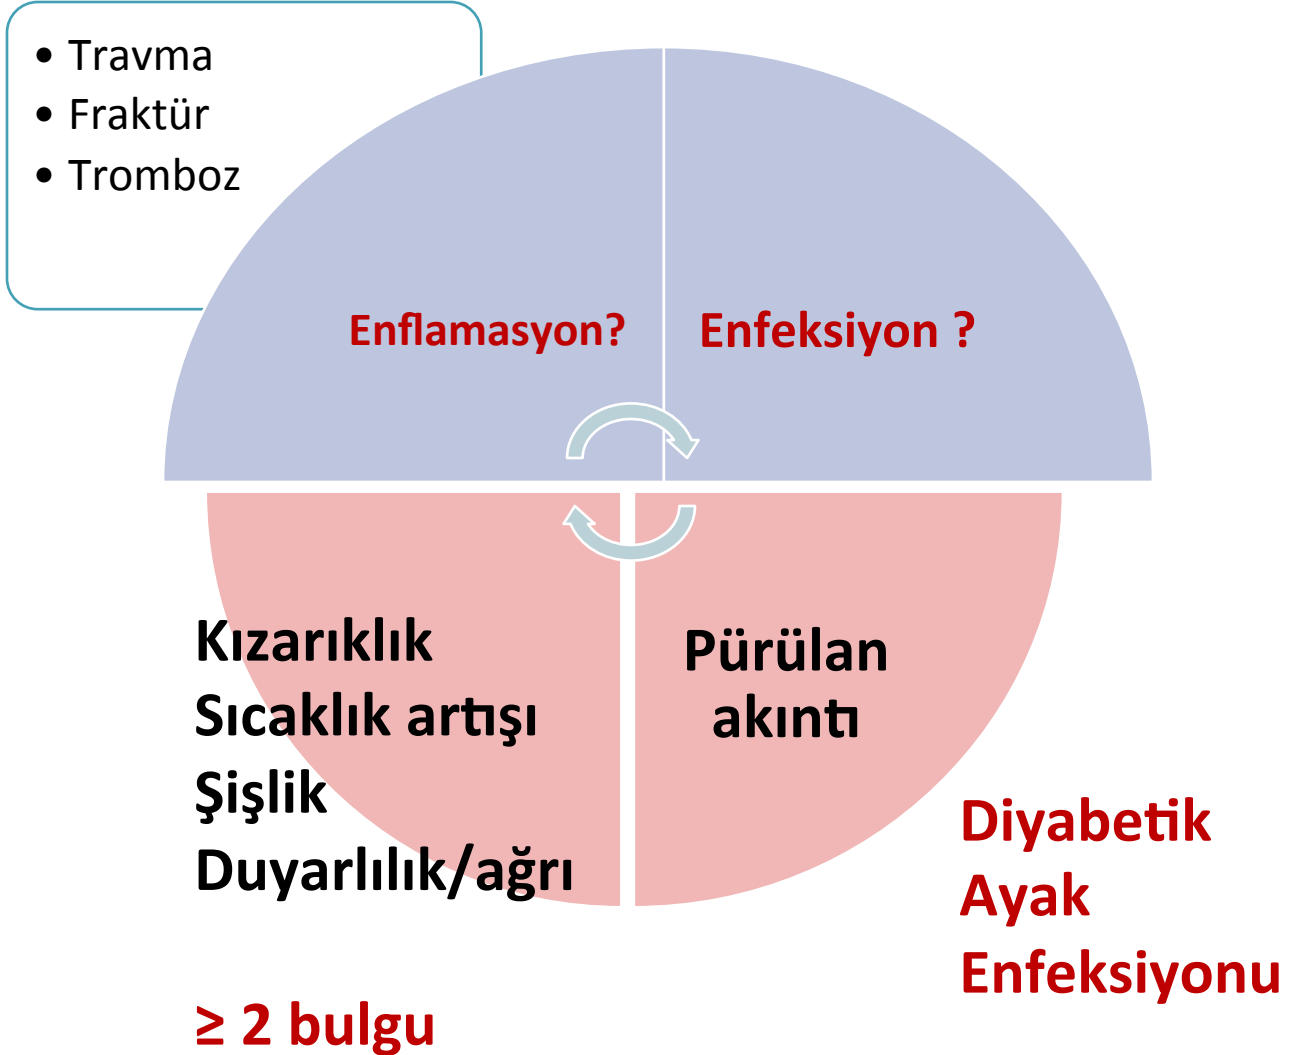 • Travma
• Fraktür
• Tromboz
Enflamasyon?
Enfeksiyon ?
Kızarıklık
Sıcaklık artışı
Şişlik
Duyarlılık/ağrı
≥ 2 bulgu
Pürülan
akıntı
Diyabetik
Ayak
Enfeksiyonu